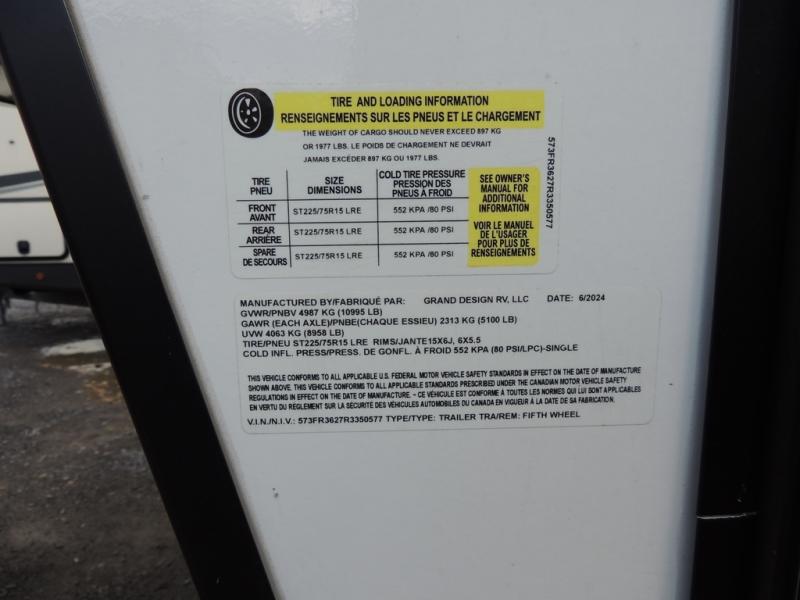 TIRE AND LOADING INFORMATION
RENSEIGNEMENTS SUR LES PNEUS ET LE CHARGEMENT
THE WEIGHT OF CARGO SHOULD NEVER EXCEED 897 KG
OR 1977 LBS. LE POIDS DE CHARGEMENT NE DEVRAIT
JAMAIS EXCÉDER 897 KG OU 1977 LBS.
TIRE
PNEU
SIZE
DIMENSIONS
COLD TIRE PRESSURE
PRESSION DES
PNEUS À FROID
FRONT
AVANT
ST225/75R15 LRE
552 KPA /80 PSI
REAR
ARRIÈRE
ST225/75R15 LRE
552 KPA /80 PSI
SPARE
DE SECOURS
ST225/75R15 LRE
552 KPA /80 PSI
SEE OWNER'S
MANUAL FOR
ADDITIONAL
INFORMATION
VOIR LE MANUEL
DE L'USAGER
POUR PLUS DE
RENSEIGNEMENTS
573FR3627R3350577
MANUFACTURED BY/FABRIQUÉ PAR: GRAND DESIGN RV, LLC DATE: 6/2024
GVWR/PNBV 4987 KG (10995 LB)
GAWR (EACH AXLE)/PNBE(CHAQUE ESSIEU) 2313 KG (5100 LB)
UVW 4063 KG (8958 LB)
TIRE/PNEU ST225/75R15 LRE RIMS/JANTE15X6J, 6X5.5
COLD INFL. PRESS/PRESS. DE GONFL. À FROID 552 KPA (80 PSI/LPC)-SINGLE
THIS VEHICLE CONFORMS TO ALL APPLICABLE U.S. FEDERAL MOTOR VEHICLE SAFETY STANDARDS IN EFFECT ON THE DATE OF MANUFACTURE
SHOWN ABOVE. THIS VEHICLE CONFORMS TO ALL APPLICABLE STANDARDS PRESCRIBED UNDER THE CANADIAN MOTOR VEHICLE SAFETY
REGULATIONS IN EFFECT ON THE DATE OF MANUFACTURE. - CE VÉHICULE EST CONFORME À TOUTES LES NORMES QUI LUI SONT APPLICABLES
EN VERTU DU RÈGLEMENT SUR LA SÉCURITÉ DES VÉHICULES AUTOMOBILES DU CANADA EN VIGUEUR À LA DATE DE SA FABRICATION.
V.I.N./N.I.V.: 573FR3627R3350577 TYPE/TYPE: TRAILER TRA/REM: FIFTH WHEEL